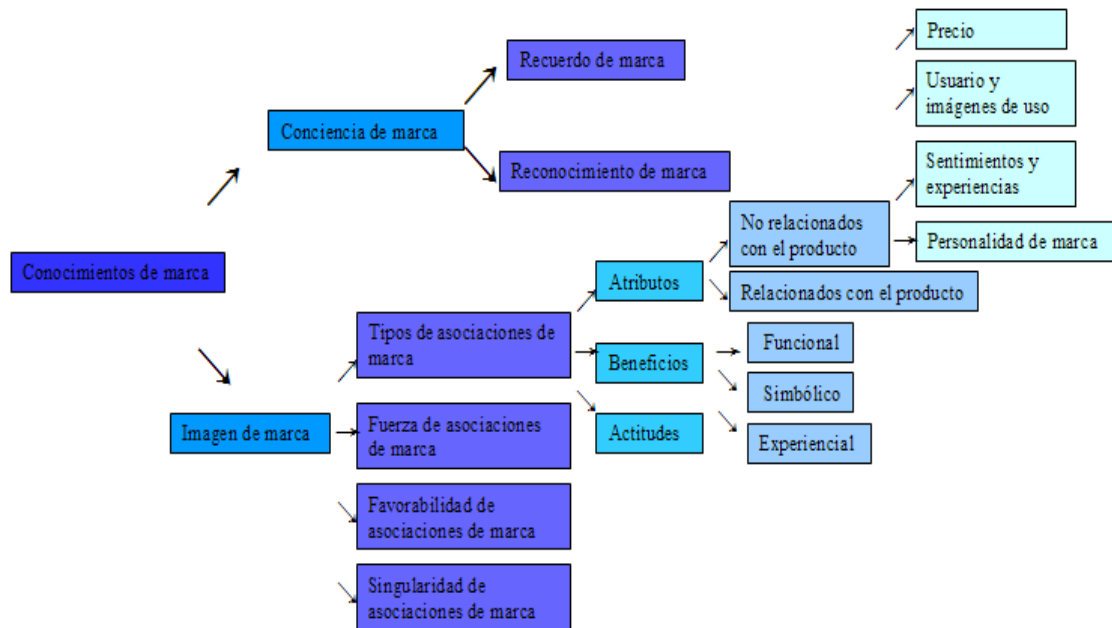 Precio
Recuerdo de marca
Usuario y
imágenes de uso
Conciencia de marca
Reconocimiento de marca
Sentimientos y
experiencias
No relacionados
con el producto
Personalidad de marca
Conocimientos de marca
Atributos
Relacionados con el producto
Tipos de asociaciones de
marca
Beneficios
Funcional
Simbólico
Imagen de marca
Fuerza de asociaciones
de marca
Actitudes
Experiencial
Favorabilidad de
asociaciones de marca
Singularidad de
asociaciones de marca